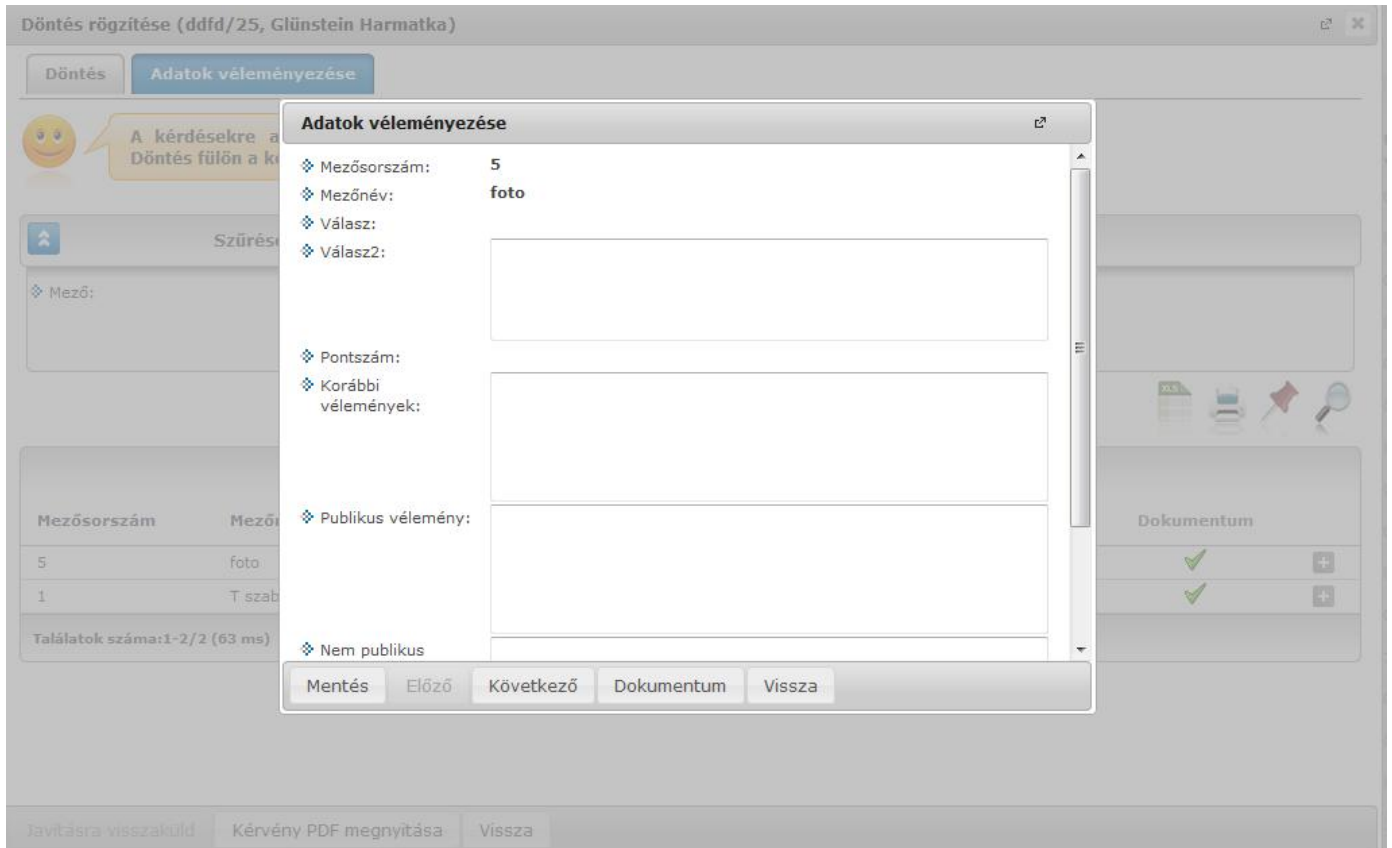 Döntés rögzítése (ddfd/25, Glünstein Harmatka)
Döntés
Adatok véleményezése
A kérdésekre a
Döntés fülön a
Szűrés
Mező:
XLS
Mezősorszám
Dokumentum
5
foto
1
T szab
Találatok száma:1-2/2 (63 ms)
Adatok véleményezése
Mezősorszám: 5
Mezőnév: foto
Válasz:
Válasz2:
Pontszám:
Korábbi
vélemények:
Publikus vélemény:
Nem publikus
Mentés
Előző
Következő
Dokumentum
Vissza
Javításra visszaküld
Kérvény PDF megnyitása
Vissza